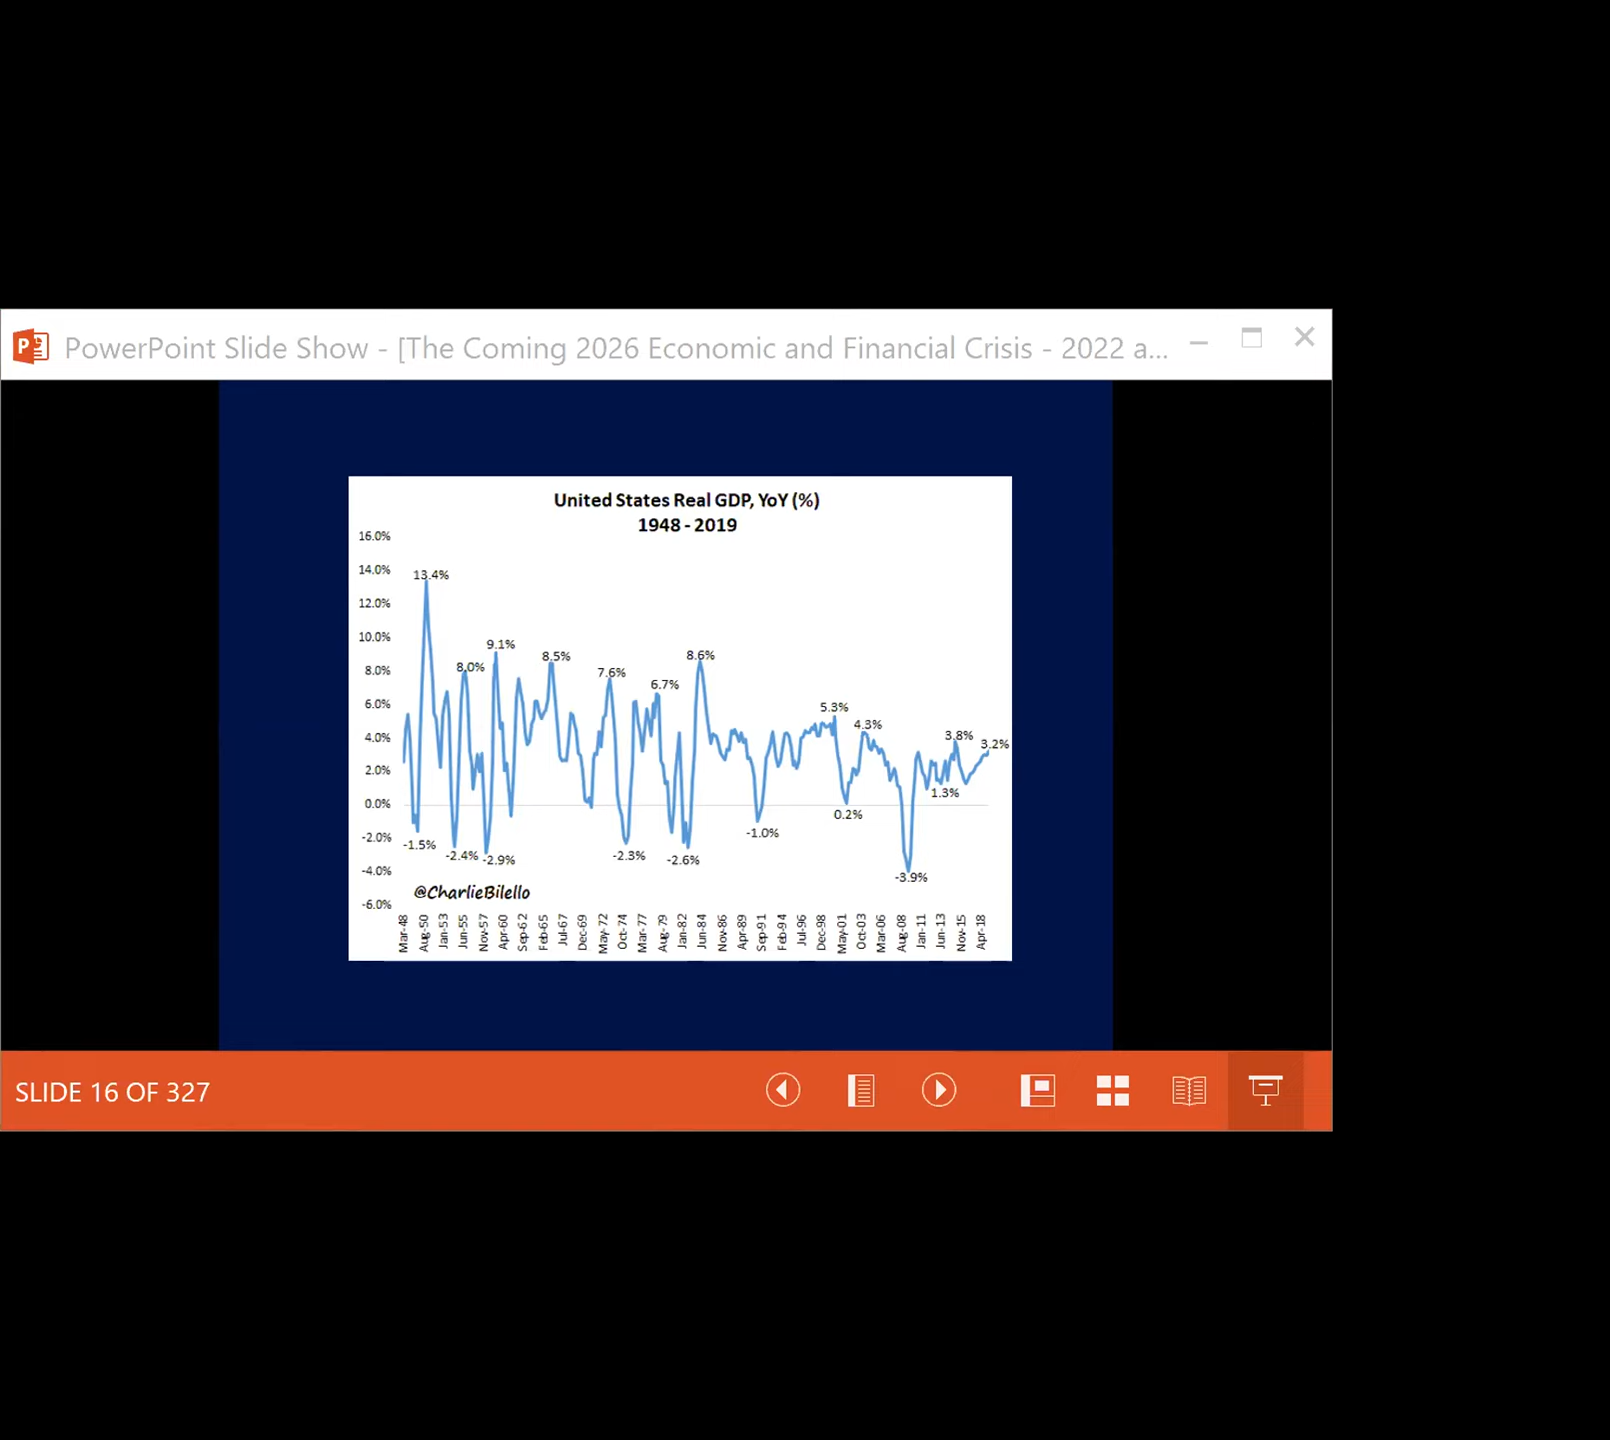 PowerPoint Slide Show - [The Coming 2026 Economic and Financial Crisis - 2022 a...
United States Real GDP, YoY (%)
1948 - 2019
16.0%
14.0%
12.0%
10.0%
8.0%
6.0%
4.0%
2.0%
0.0%
-2.0%
-4.0%
-6.0%
13.4%
9.1%
8.0%
8.5%
7.6%
6.7%
8.6%
5.3%
4.3%
3.8%
3.2%
1.3%
0.2%
-1.0%
-1.5%
-2.4%
-2.9%
-2.3%
-2.6%
-3.9%
@CharlieBilello
Mar-48
Aug-50
Jan-53
Jun-55
Nov-57
Apr-60
Sep-62
Feb-65
Jul-67
Dec-69
May-72
Oct-74
Mar-77
Aug-79
Jan-82
Jun-84
Nov-86
Apr-89
Sep-91
Feb-94
Jul-96
Dec-98
May-01
Oct-03
Mar-06
Aug-08
Jan-11
Jun-13
Nov-15
Apr-18
SLIDE 16 OF 327